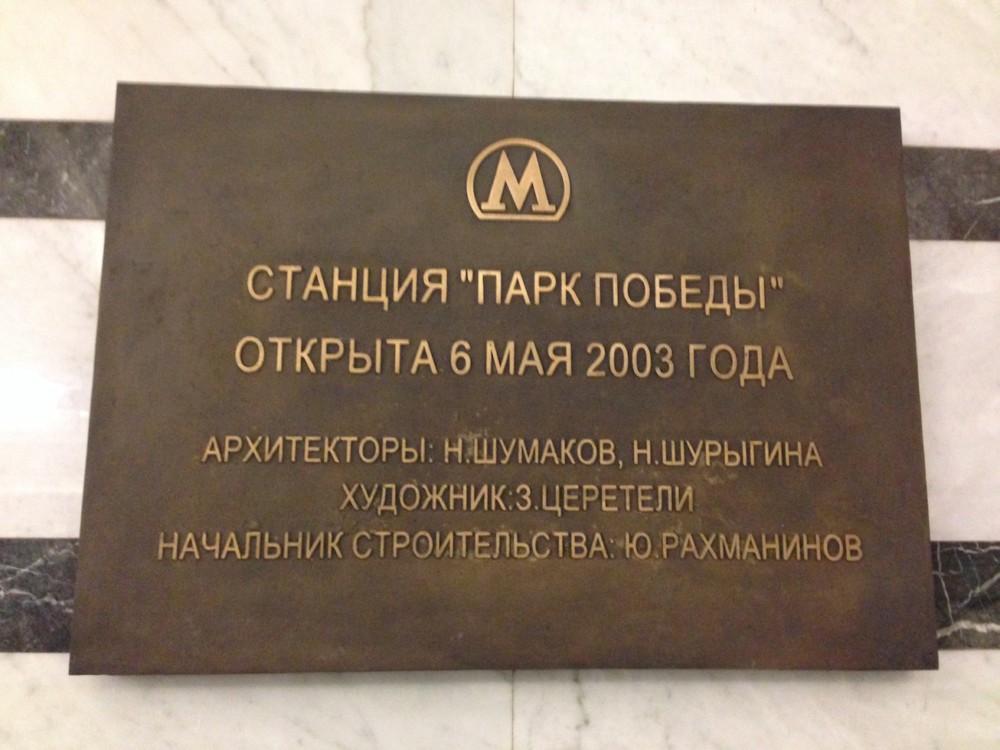 М
СТАНЦИЯ "ПАРК ПОБЕДЫ"
ОТКРЫТА 6 МАЯ 2003 ГОДА
АРХИТЕКТОРЫ: Н.ШУМАКОВ, Н.ШУРЫГИНА
ХУДОЖНИК:З.ЦЕРЕТЕЛИ
НАЧАЛЬНИК СТРОИТЕЛЬСТВА: Ю.РАХМАНИНОВ